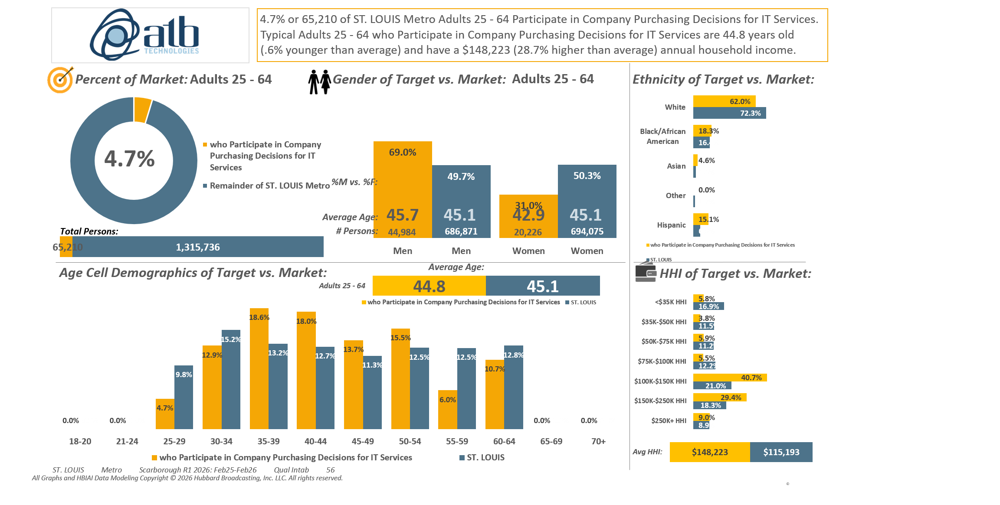 atb
TECHNOLOGIES
4.7% or 65,210 of ST. LOUIS Metro Adults 25 - 64 Participate in Company Purchasing Decisions for IT Services.
Typical Adults 25 - 64 who Participate in Company Purchasing Decisions for IT Services are 44.8 years old
(.6% younger than average) and have a $148,223 (28.7% higher than average) annual household income.
Percent of Market: Adults 25 - 64
4.7%
who Participate in Company
Purchasing Decisions for IT
Services
Remainder of ST. LOUIS Metro
Total Persons:
65,210 1,315,736
Gender of Target vs. Market: Adults 25 - 64
69.0% 49.7% 31.0% 50.3%
%M vs. %F:
Average Age: 45.7 45.1 42.9 45.1
# Persons: 44,984 686,871 20,226 694,075
Men Men Women Women
Ethnicity of Target vs. Market:
White 62.0%
72.3%
Black/African
American
18.3%
Asian 4.6%
Other 0.0%
Hispanic 15.1%
who Participate in Company Purchasing Decisions for IT Services
ST. LOUIS
Age Cell Demographics of Target vs. Market:
Average Age:
Adults 25 - 64 44.8 45.1
who Participate in Company Purchasing Decisions for IT Services ST. LOUIS
0.0% 0.0% 4.7% 9.8% 12.9% 15.2% 18.6% 13.2% 18.0% 12.7% 13.7% 11.3% 15.5% 12.5% 6.0% 12.5% 10.7% 12.8% 0.0% 0.0%
18-20 21-24 25-29 30-34 35-39 40-44 45-49 50-54 55-59 60-64 65-69 70+
who Participate in Company Purchasing Decisions for IT Services ST. LOUIS
HHI of Target vs. Market:
<$35K HHI 5.8%
16.9%
$35K-$50K HHI 3.8%
11.5%
$50K-$75K HHI 5.9%
11.2
$75K-$100K HHI 5.5%
12.2%
$100K-$150K HHI 40.7%
21.0%
$150K-$250K HHI 29.4%
18.3%
$250K+ HHI 9.0%
8.9
Avg HHI: $148,223 $115,193
ST. LOUIS Metro Scarborough R1 2026: Feb25-Feb26 Qual Intab 56
All Graphs and HBIAI Data Modeling Copyright © 2026 Hubbard Broadcasting, Inc. LLC. All rights reserved.
©